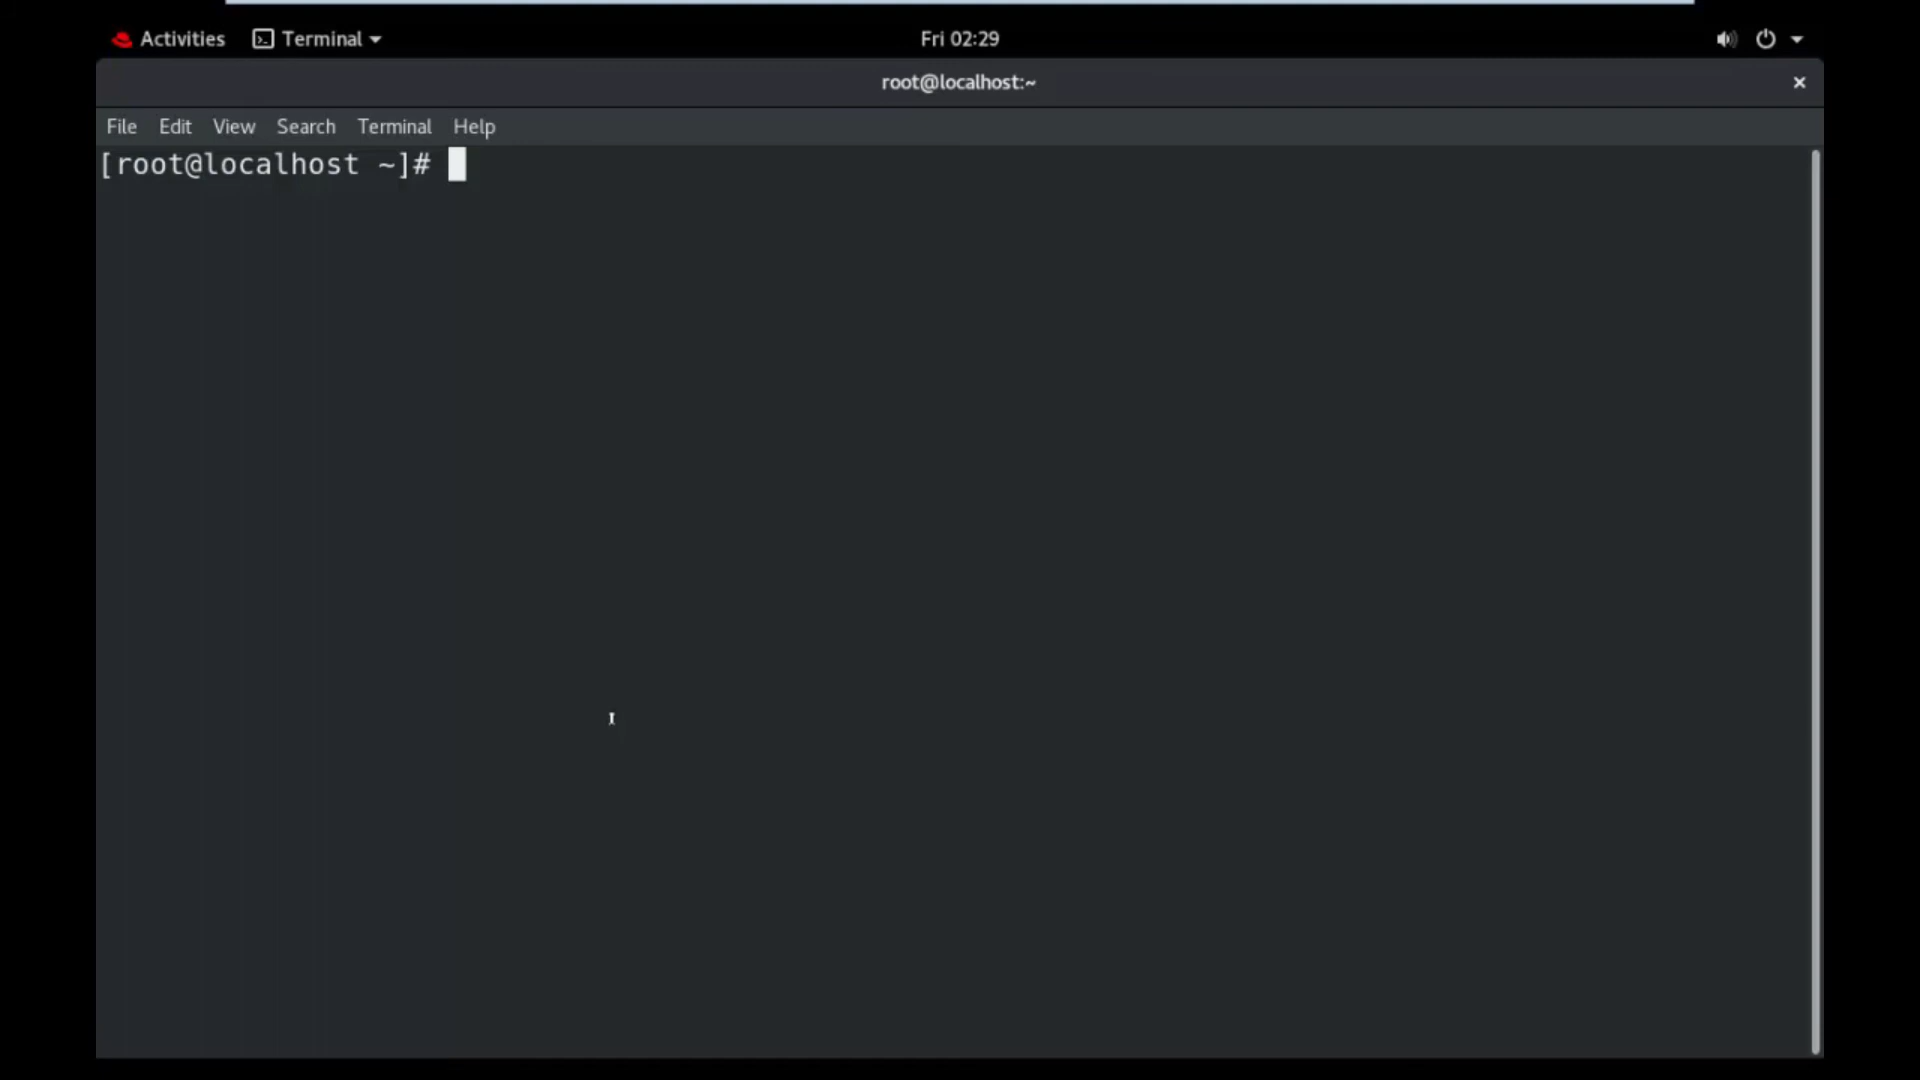 Activities Terminal Fri 02:29
root@localhost:~
File Edit View Search Terminal Help
[root@localhost ~]#